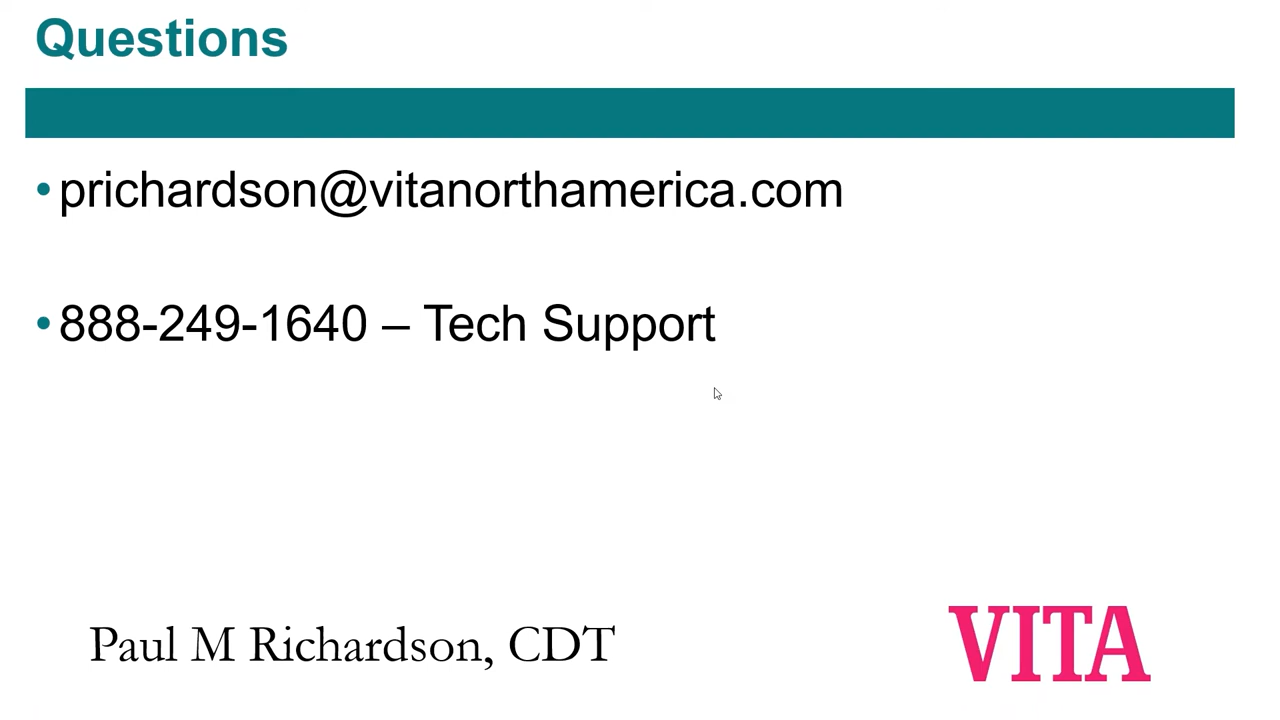 Questions
•prichardson@vitanorthamerica.com
•888-249-1640 – Tech Support
Paul M Richardson, CDT
VITA